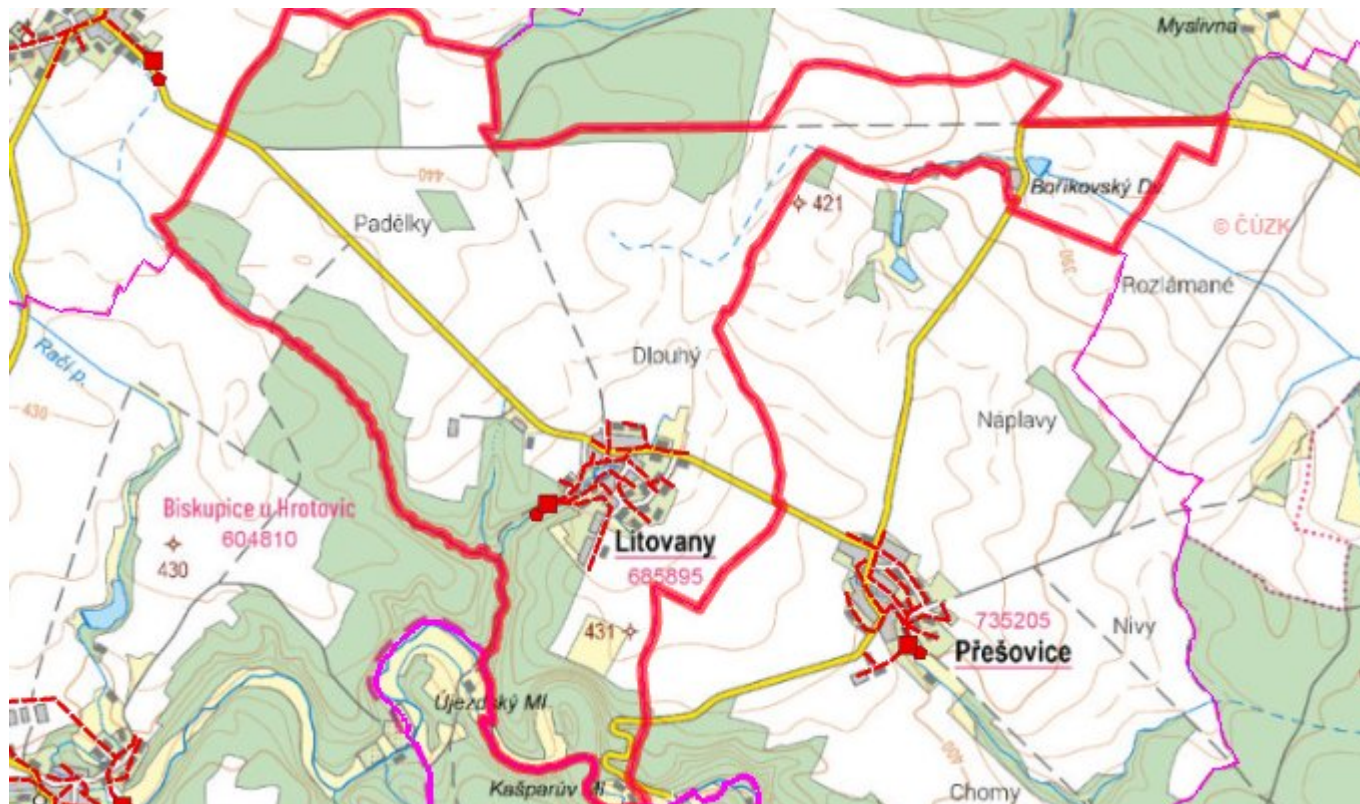 Myslivna
440
Padělky
421
Boříkovský Dv.
© ČÚZK
390
Rozlámané
Račí p.
Dlouhý
430
Náplavy
Biskupice u Hrotovic
604810
430
Litovany
685895
431
735205
Nivy
Přešovice
Újezdský Ml.
400
Kašparův Ml
Chomy